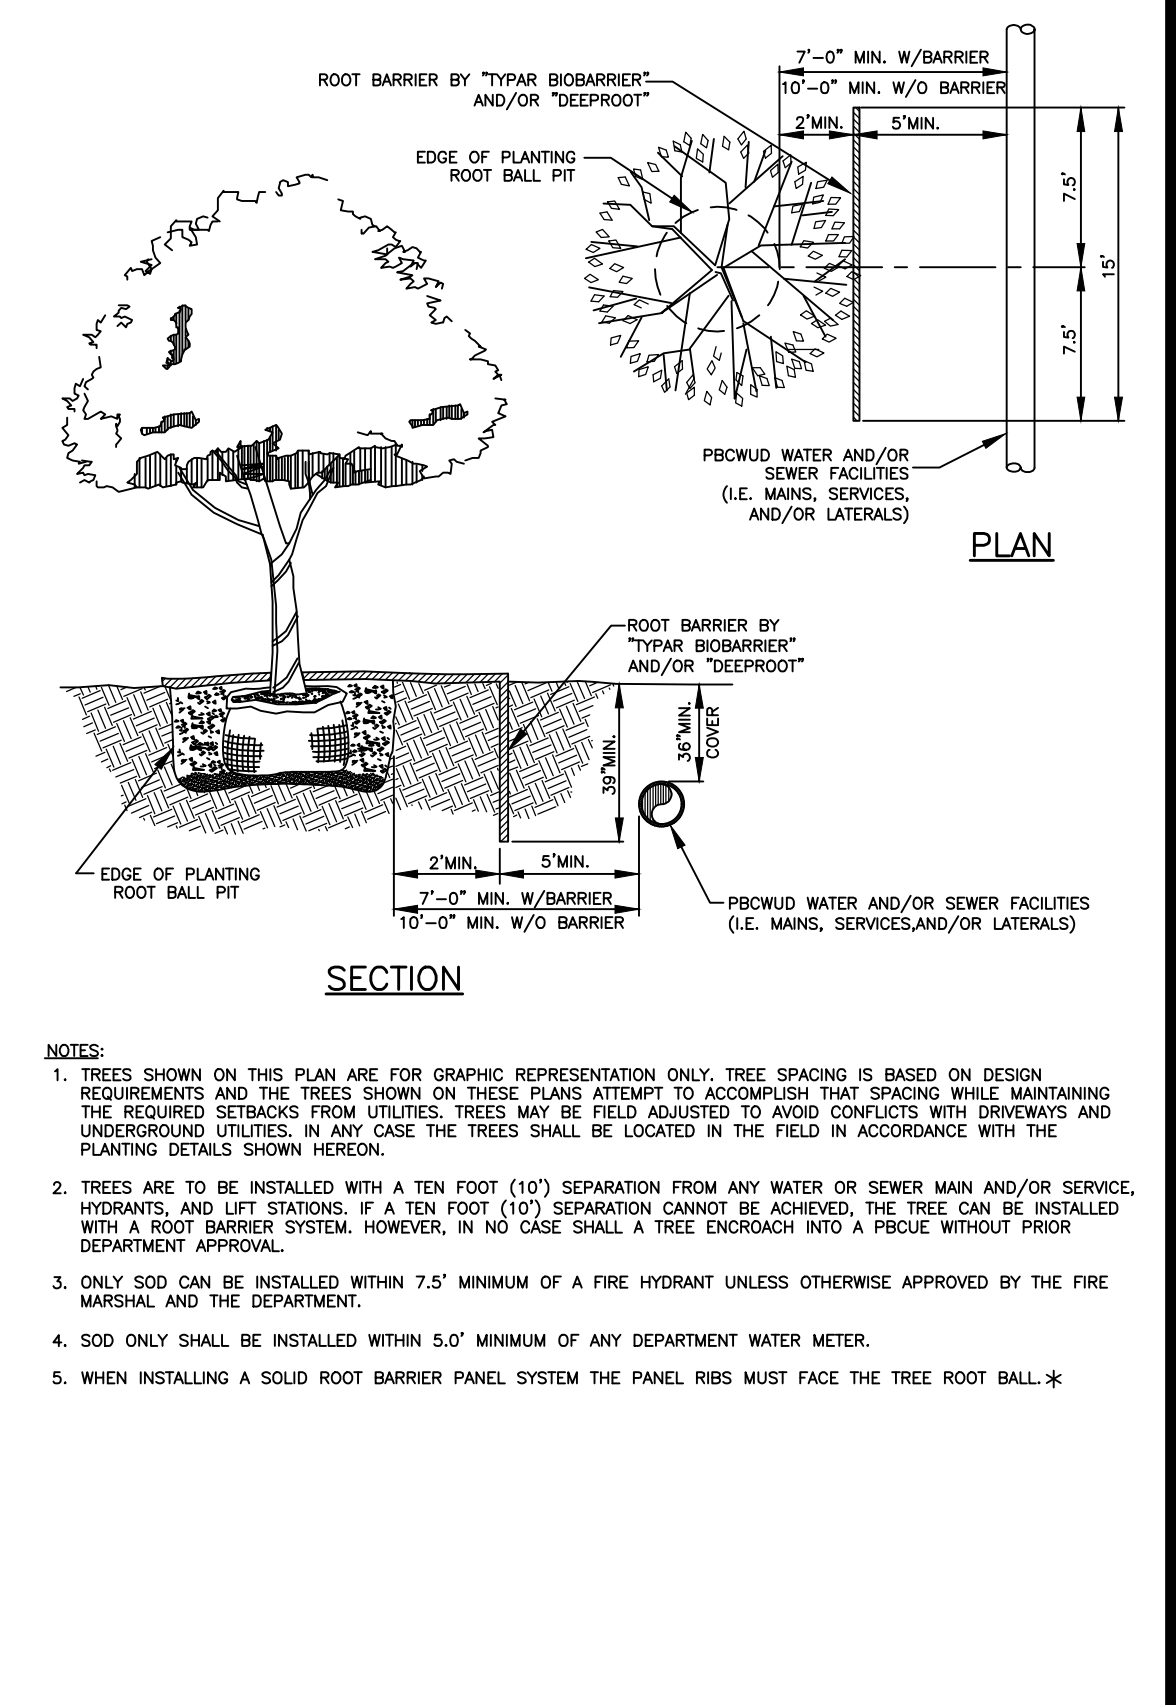 7'-0" MIN. W/BARRIER
10'-0" MIN. W/O BARRIER
ROOT BARRIER BY "TYPAR BIOBARRIER"
AND/OR "DEEPROOT"
2'MIN.
5'MIN.
EDGE OF PLANTING
ROOT BALL PIT
7.5'
15'
7.5'
PBCWUD WATER AND/OR
SEWER FACILITIES
(I.E. MAINS, SERVICES,
AND/OR LATERALS)
PLAN
ROOT BARRIER BY
"TYPAR BIOBARRIER"
AND/OR "DEEPROOT"
36"MIN.
COVER
39"MIN.
2'MIN.
5'MIN.
EDGE OF PLANTING
ROOT BALL PIT
7'-0" MIN. W/BARRIER
10'-0" MIN. W/O BARRIER
PBCWUD WATER AND/OR SEWER FACILITIES
(I.E. MAINS, SERVICES,AND/OR LATERALS)
SECTION
NOTES:
1. TREES SHOWN ON THIS PLAN ARE FOR GRAPHIC REPRESENTATION ONLY. TREE SPACING IS BASED ON DESIGN
REQUIREMENTS AND THE TREES SHOWN ON THESE PLANS ATTEMPT TO ACCOMPLISH THAT SPACING WHILE MAINTAINING
THE REQUIRED SETBACKS FROM UTILITIES. TREES MAY BE FIELD ADJUSTED TO AVOID CONFLICTS WITH DRIVEWAYS AND
UNDERGROUND UTILITIES. IN ANY CASE THE TREES SHALL BE LOCATED IN THE FIELD IN ACCORDANCE WITH THE
PLANTING DETAILS SHOWN HEREON.
2. TREES ARE TO BE INSTALLED WITH A TEN FOOT (10') SEPARATION FROM ANY WATER OR SEWER MAIN AND/OR SERVICE,
HYDRANTS, AND LIFT STATIONS. IF A TEN FOOT (10') SEPARATION CANNOT BE ACHIEVED, THE TREE CAN BE INSTALLED
WITH A ROOT BARRIER SYSTEM. HOWEVER, IN NO CASE SHALL A TREE ENCROACH INTO A PBCUE WITHOUT PRIOR
DEPARTMENT APPROVAL.
3. ONLY SOD CAN BE INSTALLED WITHIN 7.5' MINIMUM OF A FIRE HYDRANT UNLESS OTHERWISE APPROVED BY THE FIRE
MARSHAL AND THE DEPARTMENT.
4. SOD ONLY SHALL BE INSTALLED WITHIN 5.0' MINIMUM OF ANY DEPARTMENT WATER METER.
5. WHEN INSTALLING A SOLID ROOT BARRIER PANEL SYSTEM THE PANEL RIBS MUST FACE THE TREE ROOT BALL.*